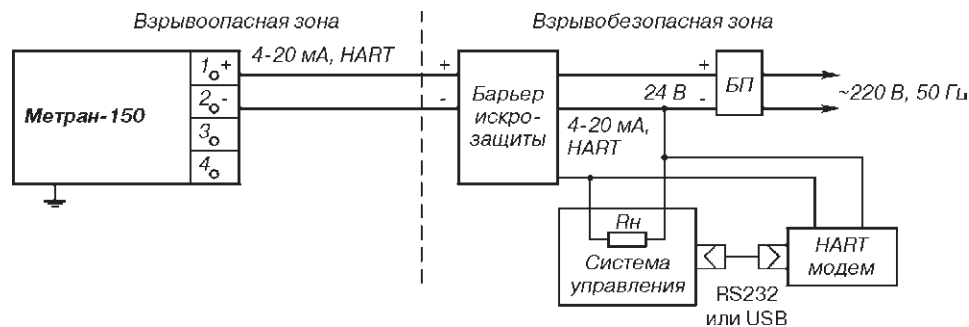 Взрывоопасная зона
Взрывобезопасная зона
4-20 мА, HART
Метран-150
1 +
2 -
3
4
+
-
Барьер
искро-
защиты
+
24 В -
БП
~220 В, 50 Гц
4-20 мА,
HART
Rн
Система
управления
RS232
или USB
HART
модем